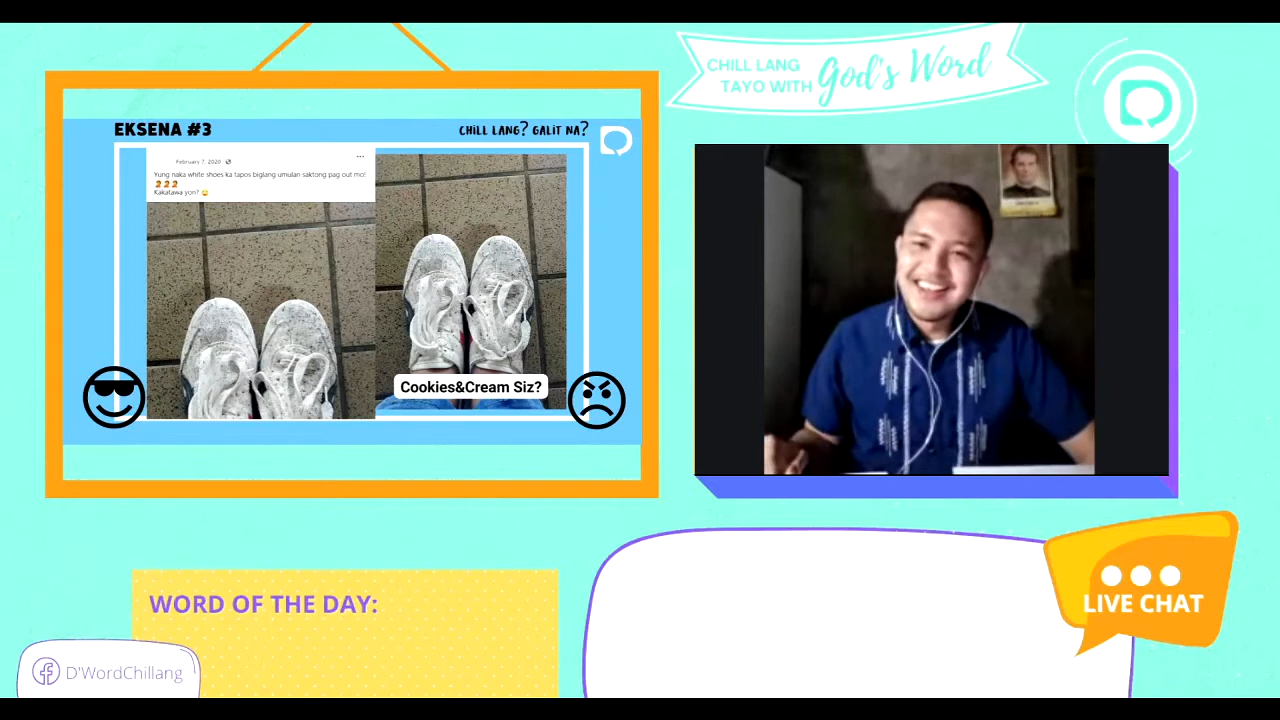 CHILL LANG
TAYO WITH God's Word
EKSENA #3
CHILL LANG? GALIT NA?
February 7, 2020
Yung naka white shoes ka tapos biglang umulan saktong pag out mo!
🤦🤦🤦
Kakatawa yon? 🙄
Cookies&Cream Siz?
WORD OF THE DAY:
LIVE CHAT
D'WordChillang